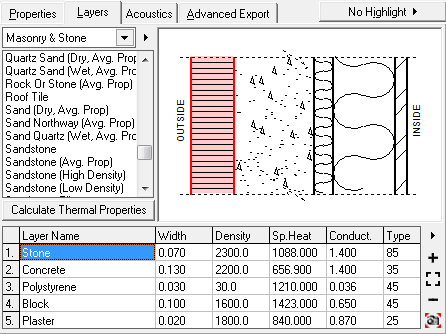 Properties Layers Acoustics Advanced Export No Highlight
Masonry & Stone
Quartz Sand (Dry, Avg. Prop
Quartz Sand (Wet, Avg. Prc
Rock Or Stone (Avg. Prop)
Roof Tile
Sand (Dry, Avg. Prop)
Sand Northway (Avg. Prop)
Sand Quartz (Wet, Avg. Prop
Sandstone
Sandstone (Avg. Prop)
Sandstone (High Density)
Sandstone (Low Density)
Calculate Thermal Properties
OUTSIDE
INSIDE
Layer Name Width Density Sp.Heat Conduct. Type
1. Stone 0.070 2300.0 1088.000 1.400 85
2. Concrete 0.130 2200.0 656.900 1.400 35
3. Polystyrene 0.030 30.0 1210.000 0.036 45
4. Block 0.100 1600.0 1423.000 0.650 45
5. Plaster 0.020 1800.0 840.000 0.870 25